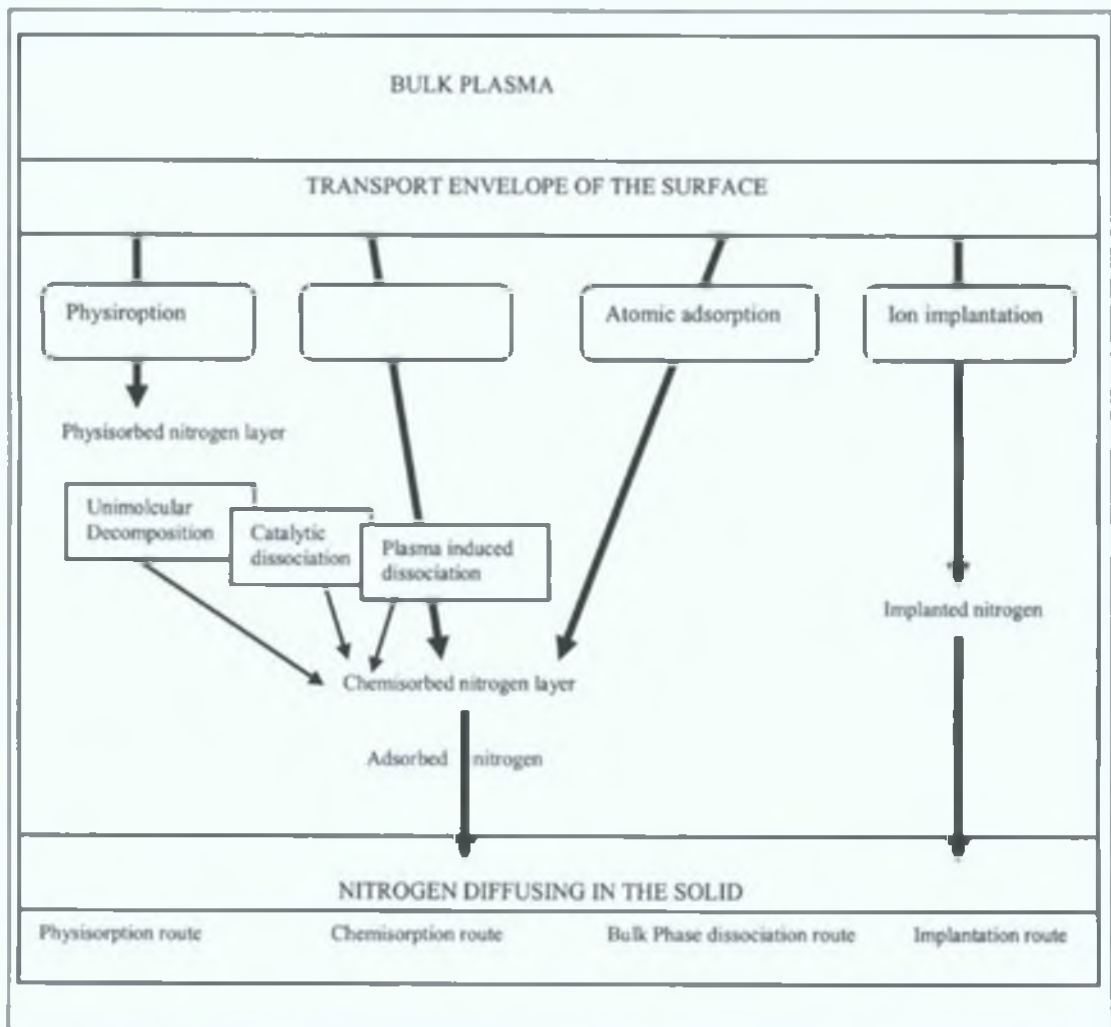 BULK PLASMA
TRANSPORT ENVELOPE OF THE SURFACE
Physiroption
Atomic adsorption
Ion implantation
Physisorbed nitrogen layer
Unimolcular
Decomposition
Catalytic
dissociation
Plasma induced
dissociation
Implanted nitrogen
Chemisorbed nitrogen layer
Adsorbed nitrogen
NITROGEN DIFFUSING IN THE SOLID
Physisorption route
Chemisorption route
Bulk Phase dissociation route
Implantation route